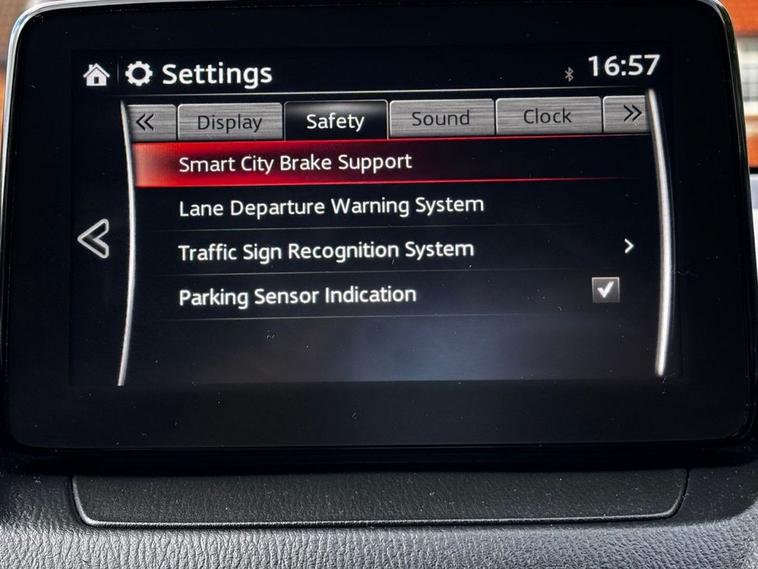 Settings 16:57
Display Safety Sound Clock
Smart City Brake Support
Lane Departure Warning System
Traffic Sign Recognition System
Parking Sensor Indication